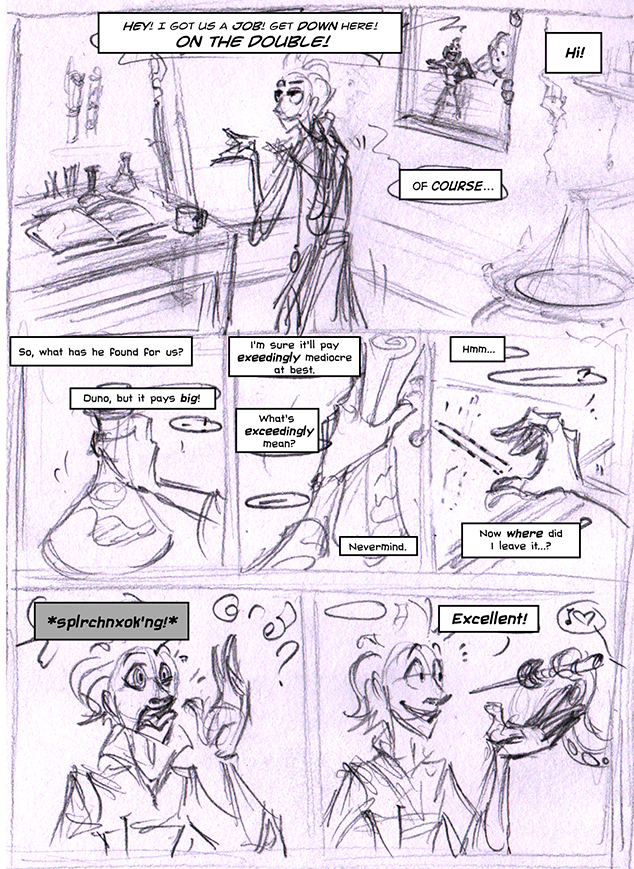 HEY! I GOT US A JOB! GET DOWN HERE!
ON THE DOUBLE!
Hi!
OF COURSE...
So, what has he found for us?
Duno, but it pays big!
I'm sure it'll pay
exeedingly mediocre
at best.
What's
exceedingly
mean?
Nevermind.
Hmm...
Now where did
I leave it...?
*splrchnxok'ng!*
Excellent!